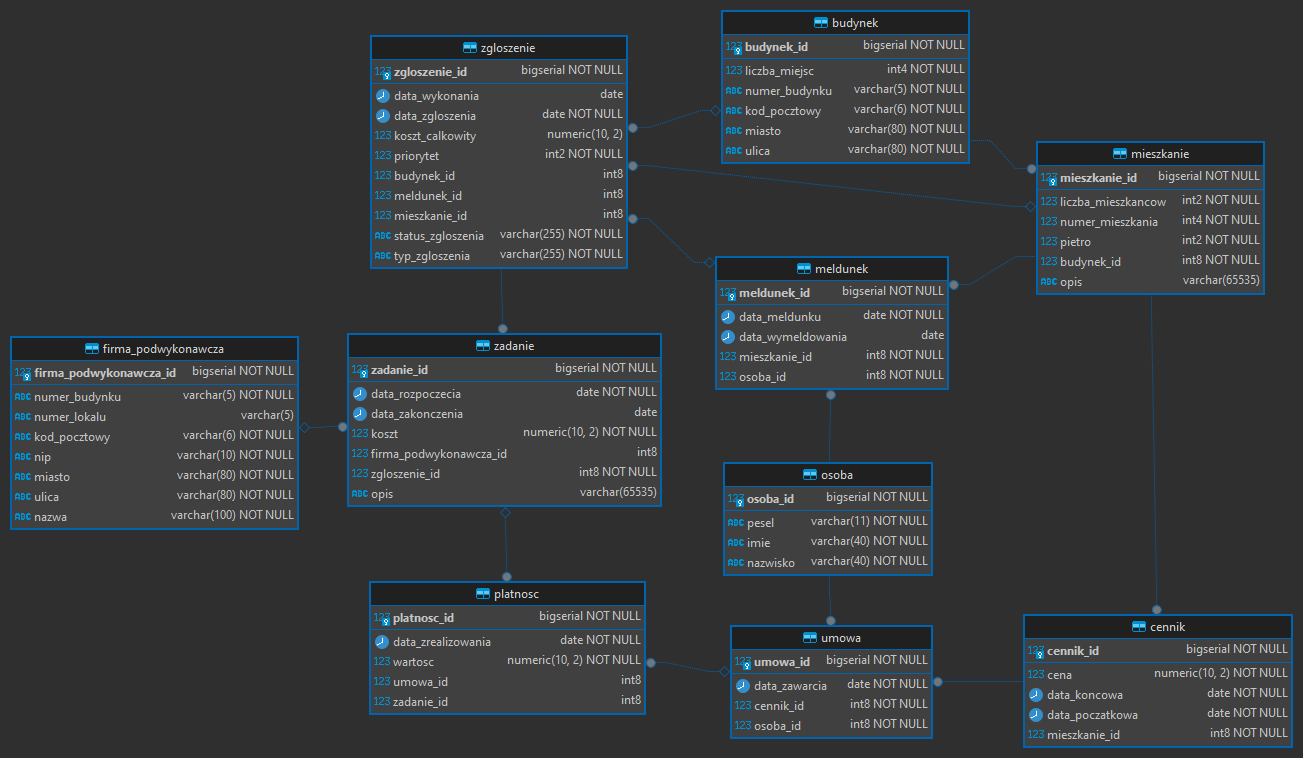 zgloszenie
123 zgloszenie_id bigserial NOT NULL
data_wykonania date
data_zgloszenia date NOT NULL
123 koszt_calkowity numeric(10, 2)
123 priorytet int2 NOT NULL
123 budynek_id int8
123 meldunek_id int8
123 mieszkanie_id int8
ABC status_zgloszenia varchar(255) NOT NULL
ABC typ_zgloszenia varchar(255) NOT NULL
budynek
123 budynek_id bigserial NOT NULL
123 liczba_miejsc int4 NOT NULL
ABC numer_budynku varchar(5) NOT NULL
ABC kod_pocztowy varchar(6) NOT NULL
ABC miasto varchar(80) NOT NULL
ABC ulica varchar(80) NOT NULL
mieszkanie
123 mieszkanie_id bigserial NOT NULL
123 liczba_mieszkancow int2 NOT NULL
123 numer_mieszkania int4 NOT NULL
123 pietro int2 NOT NULL
123 budynek_id int8 NOT NULL
ABC opis varchar(65535)
meldunek
123 meldunek_id bigserial NOT NULL
data_meldunku date NOT NULL
data_wymeldowania date
123 mieszkanie_id int8 NOT NULL
123 osoba_id int8 NOT NULL
firma_podwykonawcza
123 firma_podwykonawcza_id bigserial NOT NULL
ABC numer_budynku varchar(5) NOT NULL
ABC numer_lokalu varchar(5)
ABC kod_pocztowy varchar(6) NOT NULL
ABC nip varchar(10) NOT NULL
ABC miasto varchar(80) NOT NULL
ABC ulica varchar(80) NOT NULL
ABC nazwa varchar(100) NOT NULL
zadanie
123 zadanie_id bigserial NOT NULL
data_rozpoczecia date NOT NULL
data_zakonczenia date
123 koszt numeric(10, 2) NOT NULL
123 firma_podwykonawcza_id int8
123 zgloszenie_id int8 NOT NULL
ABC opis varchar(65535)
osoba
123 osoba_id bigserial NOT NULL
ABC pesel varchar(11) NOT NULL
ABC imie varchar(40) NOT NULL
ABC nazwisko varchar(40) NOT NULL
platnosc
123 platnosc_id bigserial NOT NULL
data_zrealizowania date NOT NULL
123 wartosc numeric(10, 2) NOT NULL
123 umowa_id int8
123 zadanie_id int8
umowa
123 umowa_id bigserial NOT NULL
data_zawarcia date NOT NULL
123 cennik_id int8 NOT NULL
123 osoba_id int8 NOT NULL
cennik
123 cennik_id bigserial NOT NULL
123 cena numeric(10, 2) NOT NULL
data_koncowa date NOT NULL
data_poczatkowa date NOT NULL
123 mieszkanie_id int8 NOT NULL